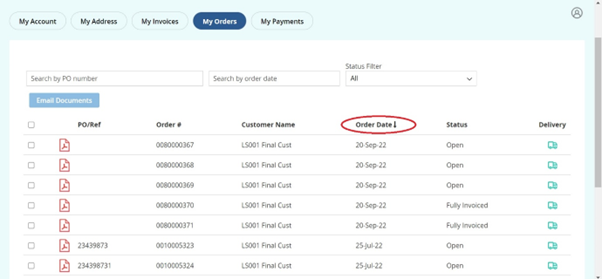 My Account My Address My Invoices My Orders My Payments
Status Filter
Search by PO number Search by order date All
Email Documents
PO/Ref Order # Customer Name Order Date Status Delivery
0080000367 LS001 Final Cust 20-Sep-22 Open
0080000368 LS001 Final Cust 20-Sep-22 Open
0080000369 LS001 Final Cust 20-Sep-22 Open
0080000370 LS001 Final Cust 20-Sep-22 Fully Invoiced
0080000371 LS001 Final Cust 20-Sep-22 Fully Invoiced
23439873 0010005323 LS001 Final Cust 25-Jul-22 Open
234398731 0010005324 LS001 Final Cust 25-Jul-22 Open